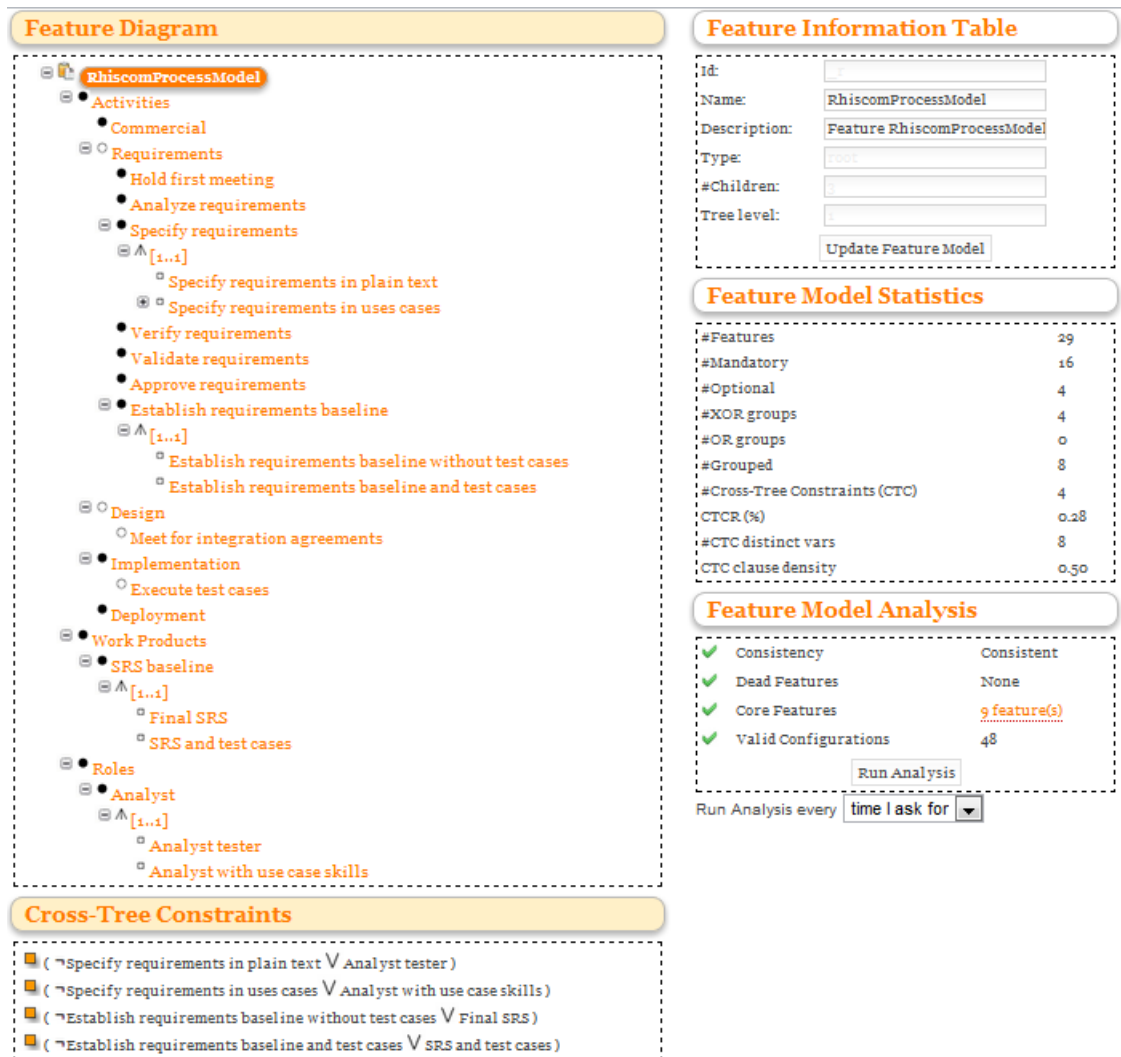 Feature Diagram
RhiscomProcessModel
Activities
Commercial
Requirements
Hold first meeting
Analyze requirements
Specify requirements
[1..1]
Specify requirements in plain text
Specify requirements in uses cases
Verify requirements
Validate requirements
Approve requirements
Establish requirements baseline
[1..1]
Establish requirements baseline without test cases
Establish requirements baseline and test cases
Design
Meet for integration agreements
Implementation
Execute test cases
Deployment
Work Products
SRS baseline
[1..1]
Final SRS
SRS and test cases
Roles
Analyst
[1..1]
Analyst tester
Analyst with use case skills
Cross-Tree Constraints
( ¬Specify requirements in plain text V Analyst tester )
( ¬Specify requirements in uses cases V Analyst with use case skills )
( ¬Establish requirements baseline without test cases V Final SRS )
( ¬Establish requirements baseline and test cases V SRS and test cases )
Feature Information Table
Id: _r
Name: RhiscomProcessModel
Description: Feature RhiscomProcessModel
Type: root
#Children: 3
Tree level: 1
Update Feature Model
Feature Model Statistics
#Features 29
#Mandatory 16
#Optional 4
#XOR groups 4
#OR groups 0
#Grouped 8
#Cross-Tree Constraints (CTC) 4
CTCR (%) 0.28
#CTC distinct vars 8
CTC clause density 0.50
Feature Model Analysis
Consistency Consistent
Dead Features None
Core Features 9 feature(s)
Valid Configurations 48
Run Analysis
Run Analysis every time I ask for